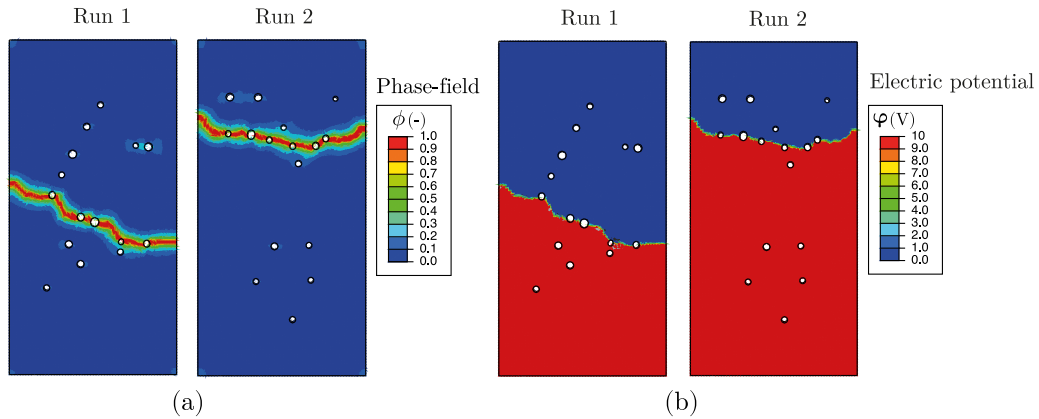 Run 1
Run 2
Phase-field
ϕ (-)
1.0
0.9
0.8
0.7
0.6
0.5
0.4
0.3
0.2
0.1
0.0
(a)
Run 1
Run 2
Electric potential
φ (V)
10
9.0
8.0
7.0
6.0
5.0
4.0
3.0
2.0
1.0
0.0
(b)